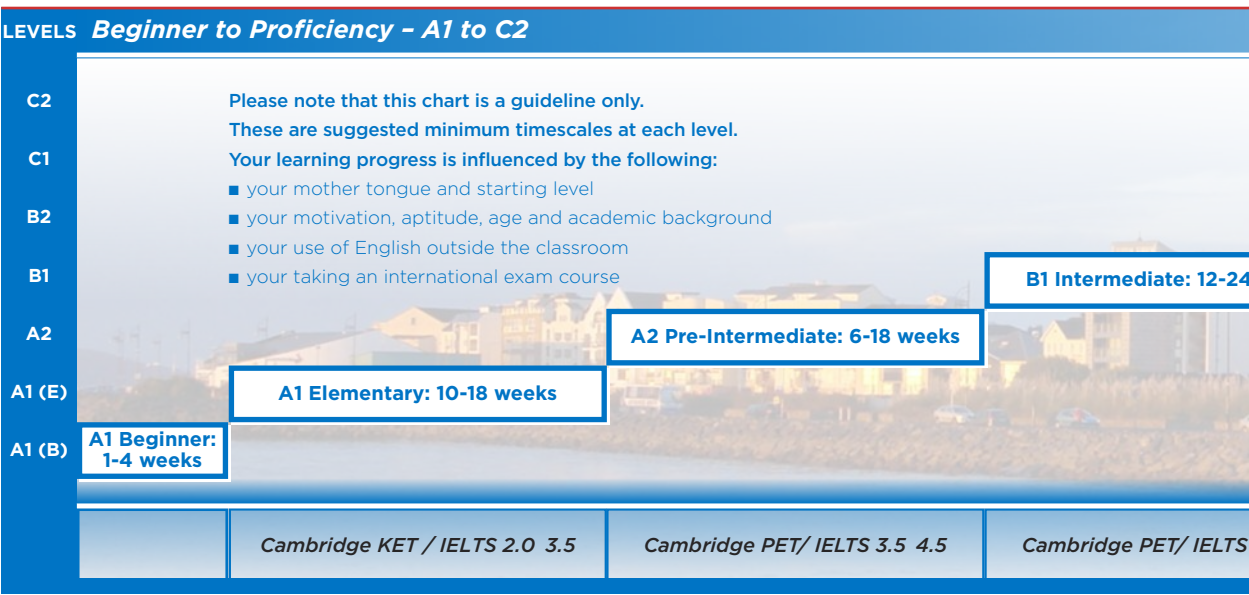 LEVELS Beginner to Proficiency – A1 to C2
C2
Please note that this chart is a guideline only.
These are suggested minimum timescales at each level.
C1
Your learning progress is influenced by the following:
■ your mother tongue and starting level
B2
■ your motivation, aptitude, age and academic background
■ your use of English outside the classroom
B1
■ your taking an international exam course
B1 Intermediate: 12-24
A2
A2 Pre-Intermediate: 6-18 weeks
A1 (E)
A1 Elementary: 10-18 weeks
A1 (B)
A1 Beginner:
1-4 weeks
Cambridge KET / IELTS 2.0 3.5
Cambridge PET/ IELTS 3.5 4.5
Cambridge PET/ IELTS